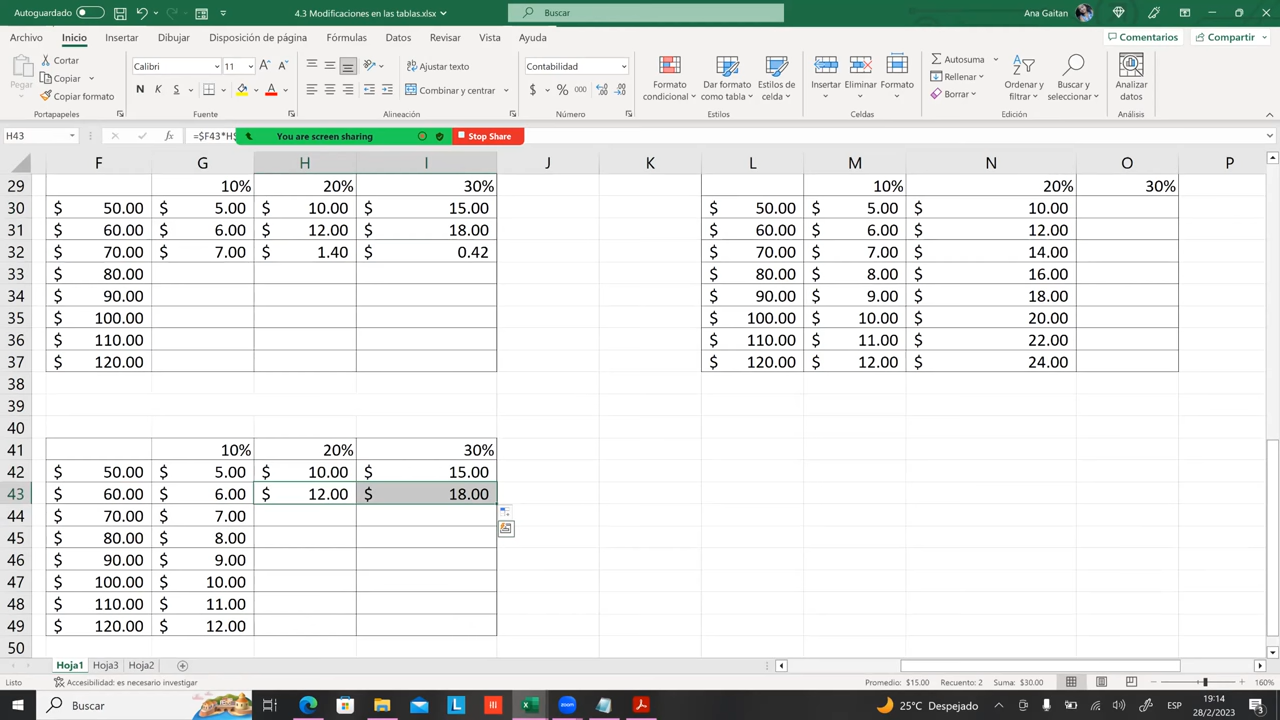 Autoguardado
4.3 Modificaciones en las tablas.xlsx
Buscar
Ana Gaitan
Archivo Inicio Insertar Dibujar Disposición de página Fórmulas Datos Revisar Vista Ayuda
Comentarios Compartir
Pegar
Cortar
Copiar
Copiar formato
Calibri 11
N K S
Ajustar texto
Combinar y centrar
Contabilidad
$ % 000
Formato condicional
Dar formato como tabla
Estilos de celda
Insertar Eliminar Formato
Autosuma
Rellenar
Borrar
Ordenar y filtrar
Buscar y seleccionar
Analizar datos
Portapapeles Fuente Alineación Número Estilos Celdas Edición Análisis
H43 fx =$F43*H$ You are screen sharing Stop Share
F G H I J K L M N O P
29 10% 20% 30% 10% 20% 30%
30 $ 50.00 $ 5.00 $ 10.00 $ 15.00 $ 50.00 $ 5.00 $ 10.00
31 $ 60.00 $ 6.00 $ 12.00 $ 18.00 $ 60.00 $ 6.00 $ 12.00
32 $ 70.00 $ 7.00 $ 1.40 $ 0.42 $ 70.00 $ 7.00 $ 14.00
33 $ 80.00 $ 80.00 $ 8.00 $ 16.00
34 $ 90.00 $ 90.00 $ 9.00 $ 18.00
35 $ 100.00 $ 100.00 $ 10.00 $ 20.00
36 $ 110.00 $ 110.00 $ 11.00 $ 22.00
37 $ 120.00 $ 120.00 $ 12.00 $ 24.00
38
39
40
41 10% 20% 30%
42 $ 50.00 $ 5.00 $ 10.00 $ 15.00
43 $ 60.00 $ 6.00 $ 12.00 $ 18.00
44 $ 70.00 $ 7.00
45 $ 80.00 $ 8.00
46 $ 90.00 $ 9.00
47 $ 100.00 $ 10.00
48 $ 110.00 $ 11.00
49 $ 120.00 $ 12.00
50
Hoja1 Hoja3 Hoja2
Listo Accesibilidad: es necesario investigar Promedio: $15.00 Recuento: 2 Suma: $30.00 160%
Buscar
L
zoom
25°C Despejado
ESP
19:14
28/2/2023